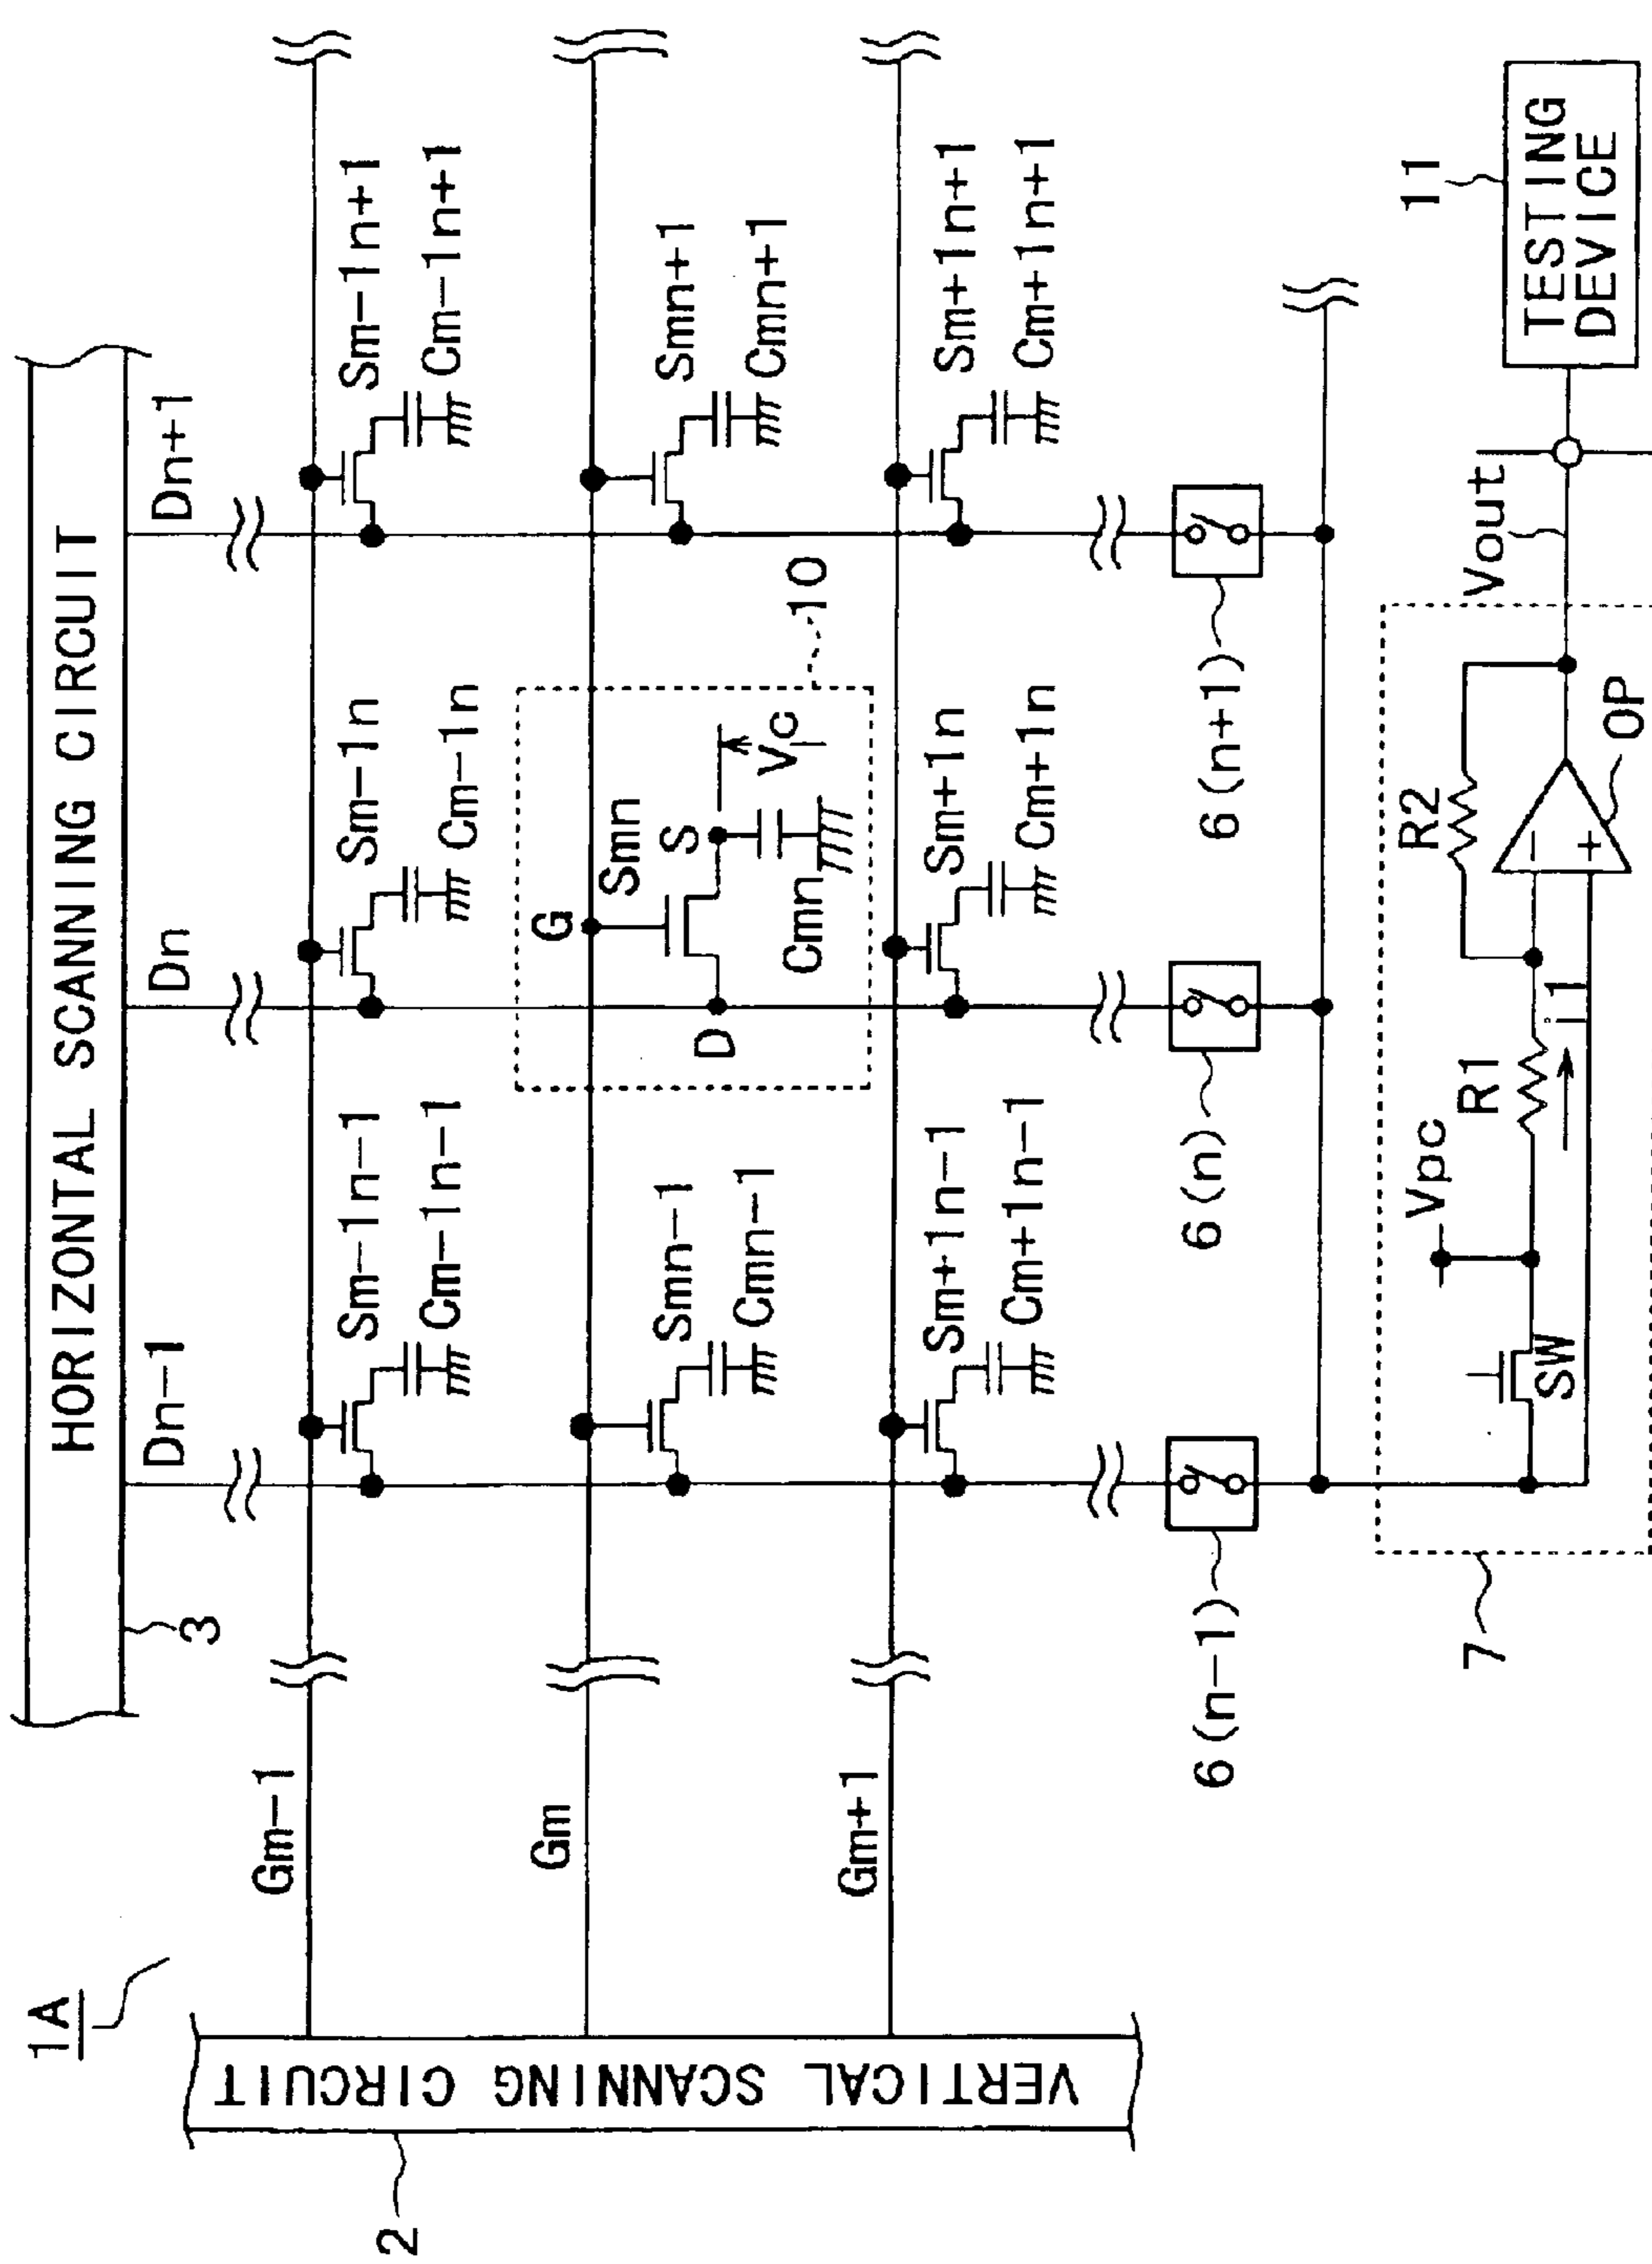 1A
HORIZONTAL SCANNING CIRCUIT
3
Dn-1
Dn
Dn+1
VERTICAL SCANNING CIRCUIT
2
Gm-1
Sm-1n-1
Cm-1n-1
Sm-1n
Cm-1n
Sm-1n+1
Cm-1n+1
Gm
Smn-1
Cmn-1
G
Smn
S
D
Cmn
Vc
10
Smn+1
Cmn+1
Gm+1
Sm+1n-1
Cm+1n-1
Sm+1n
Cm+1n
Sm+1n+1
Cm+1n+1
6(n-1)
6(n)
6(n+1)
7
Vpc
SW
R1
i1
R2
−
+
OP
Vout
11
TESTING
DEVICE